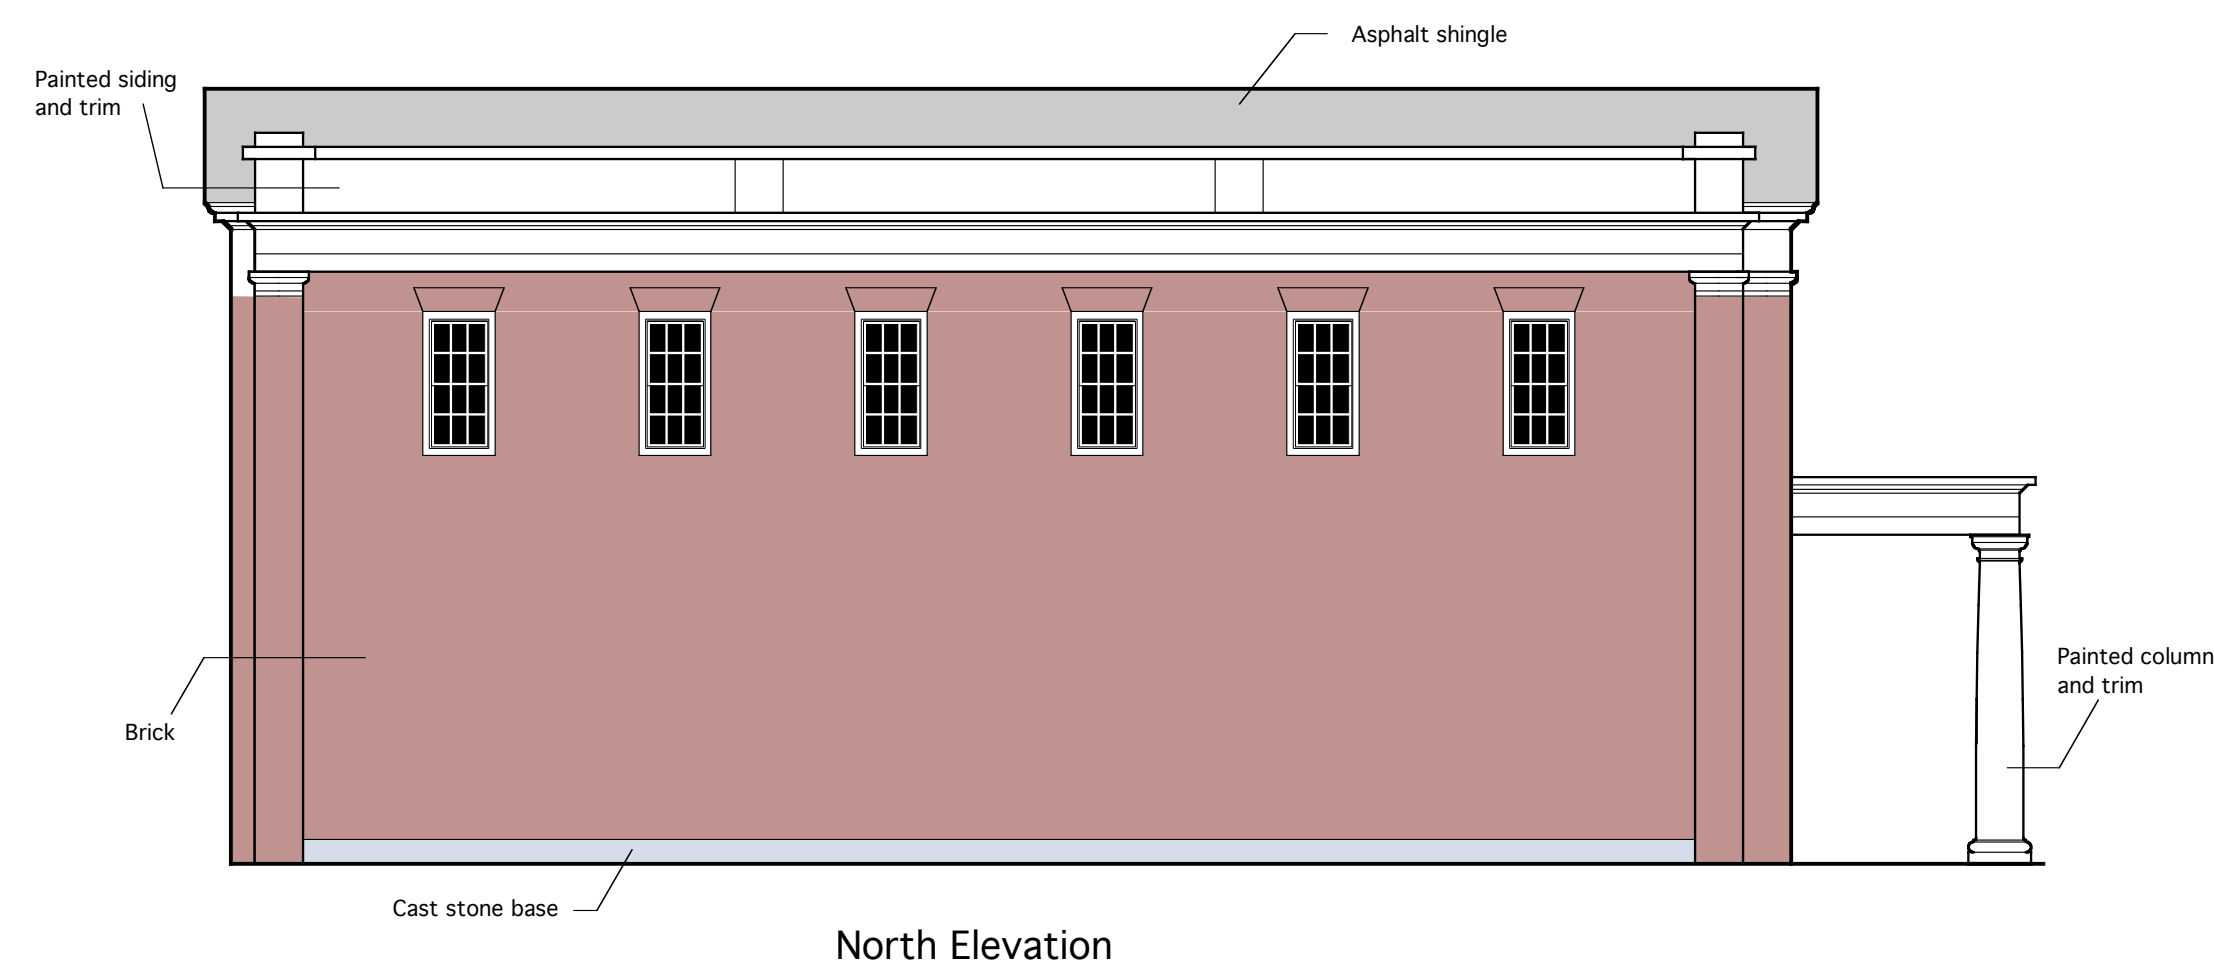 Asphalt shingle
Painted siding
and trim
Painted column
and trim
Brick
Cast stone base
North Elevation